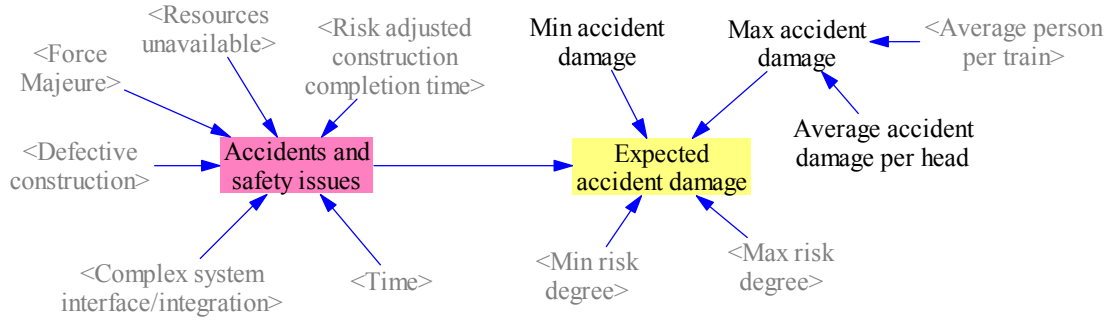 <Resources
unavailable>
<Force
Majeure>
<Risk adjusted
construction
completion time>
Min accident
damage
Max accident
damage
<Average person
per train>
<Defective
construction>
Accidents and
safety issues
Expected
accident damage
Average accident
damage per head
<Complex system
interface/integration>
<Time>
<Min risk
degree>
<Max risk
degree>